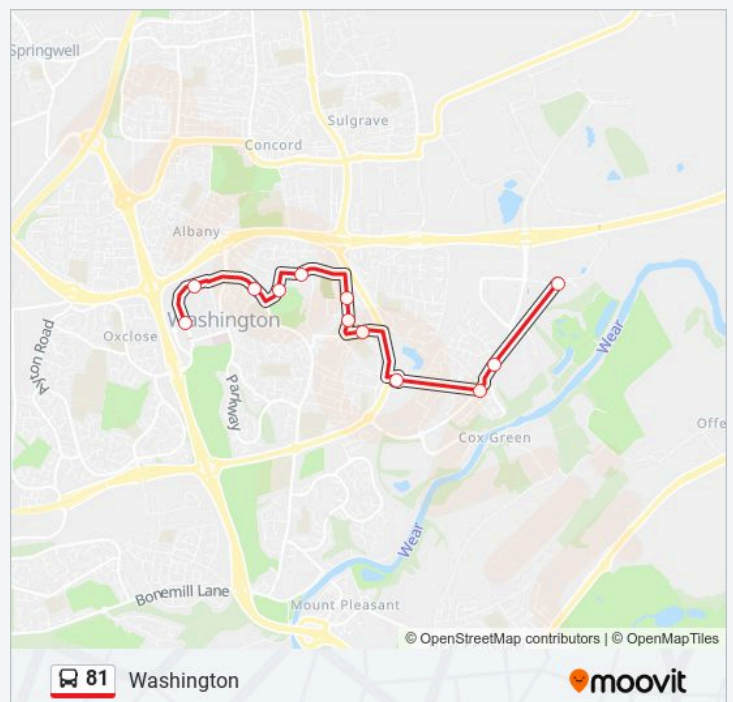 Springwell
Sulgrave
Concord
Albany
Washington
Oxclose
Ayton Road
Parkway
Wear
Offe
Cox Green
Wear
Bonemill Lane
Mount Pleasant
© OpenStreetMap contributors | © OpenMapTiles
81 Washington
moovit